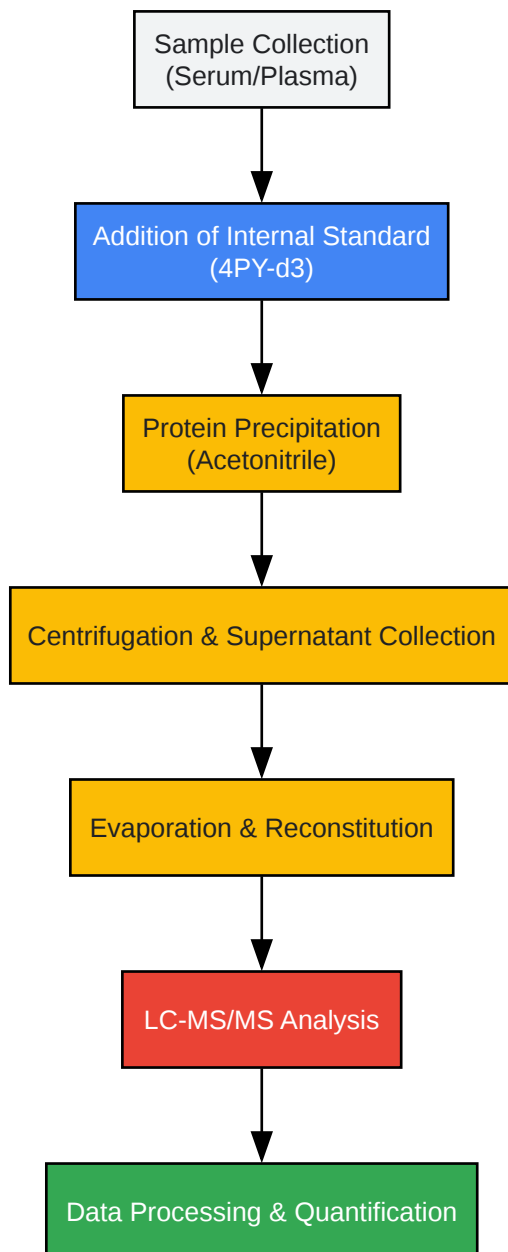 Sample Collection
(Serum/Plasma)
Addition of Internal Standard
(4PY-d3)
Protein Precipitation
(Acetonitrile)
Centrifugation & Supernatant Collection
Evaporation & Reconstitution
LC-MS/MS Analysis
Data Processing & Quantification